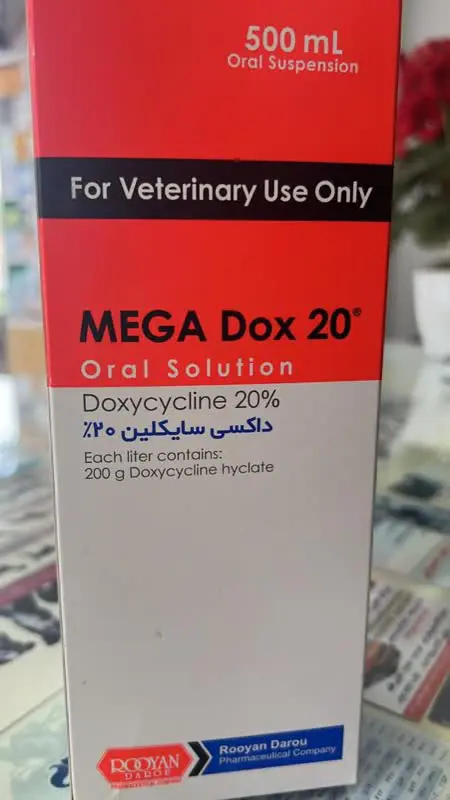 500 mL
Oral Suspension
For Veterinary Use Only
MEGA Dox 20®
Oral Solution
Doxycycline 20%
داکسی سایکلین ۲۰٪
Each liter contains:
200 g Doxycycline hyclate
ROOYAN
DAROU
Rooyan Darou
Pharmaceutical Company